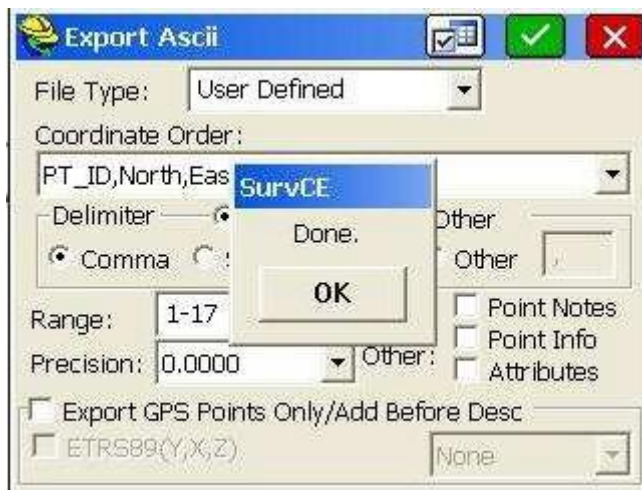 Export Ascii
File Type: User Defined
Coordinate Order:
PT_ID,North,Eas
SurvCE
Done.
OK
Delimiter Other
Comma Other ,
Range: 1-17
Point Notes
Point Info
Precision: 0.0000 Other:
Attributes
Export GPS Points Only/Add Before Desc
ETRS89(Y,X,Z) None